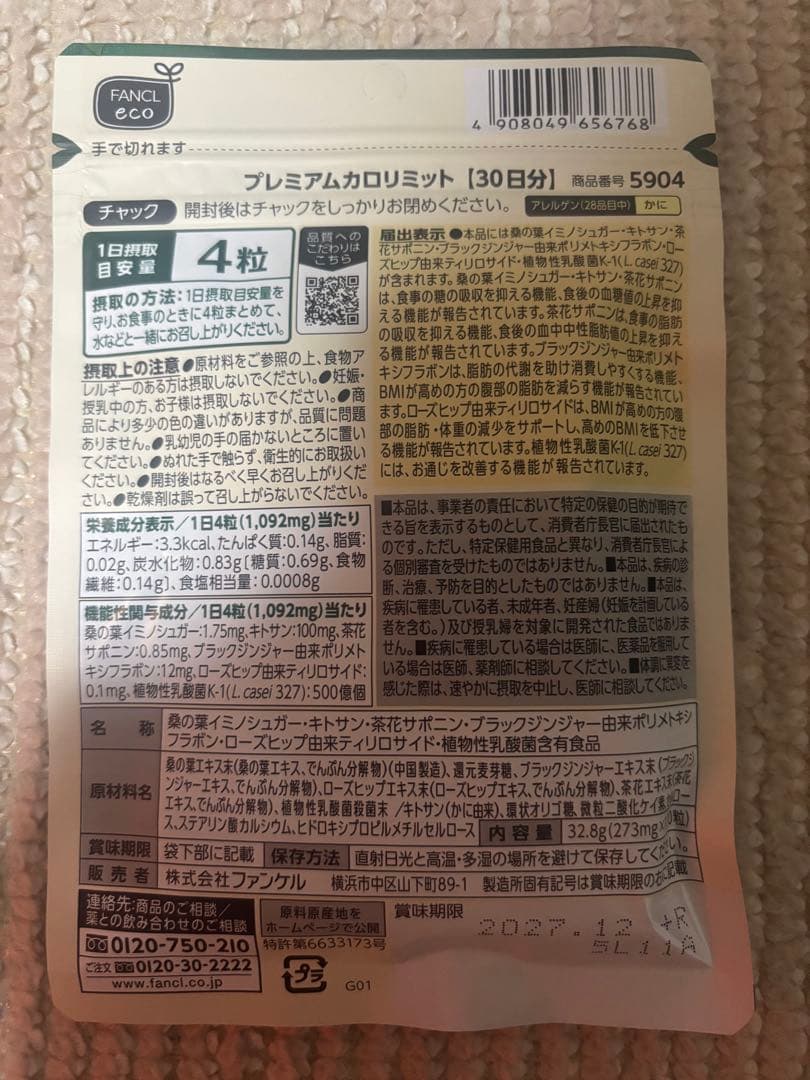 FANCL
eco
4 908049 656768
手で切れます
プレミアムカロリミット【30日分】 商品番号 5904
チャック 開封後はチャックをしっかりお閉めください。 アレルゲン(28品目中) かに
1日摂取
目安量 4粒
摂取の方法：1日摂取目安量を
守り、お食事のときに4粒まとめて、
水などと一緒にお召し上がりください。
品質への
こだわりは
こちら
摂取上の注意 ●原材料をご参照の上、食物ア
レルギーのある方は摂取しないでください。●妊娠・
授乳中の方、お子様は摂取しないでください。●商
品により多少の色の違いがありますが、品質に問題
ありません。●乳幼児の手の届かないところに置い
てください。●ぬれた手で触らず、衛生的にお取扱い
ください。●開封後はなるべく早くお召し上がりくださ
い。●乾燥剤は誤って召し上がらないでください。
届出表示 ●本品には桑の葉イミノシュガー・キトサン・茶
花サポニン・ブラックジンジャー由来ポリメトキシフラボン・ロー
ズヒップ由来ティリロサイド・植物性乳酸菌K-1(L. casei 327)
が含まれます。桑の葉イミノシュガー・キトサン・茶花サポニン
は、食事の糖の吸収を抑える機能、食後の血糖値の上昇を抑
える機能が報告されています。茶花サポニンは、食事の脂肪
の吸収を抑える機能、食後の血中中性脂肪値の上昇を抑え
る機能が報告されています。ブラックジンジャー由来ポリメト
キシフラボンは、脂肪の代謝を助け消費しやすくする機能、
BMIが高めの方の腹部の脂肪を減らす機能が報告されてい
ます。ローズヒップ由来ティリロサイドは、BMIが高めの方の腹
部の脂肪・体重の減少をサポートし、高めのBMIを低下させ
る機能が報告されています。植物性乳酸菌K-1(L. casei 327)
には、お通じを改善する機能が報告されています。
栄養成分表示／1日4粒(1,092mg)当たり
エネルギー：3.3kcal、たんぱく質：0.14g、脂質：
0.02g、炭水化物：0.83g〔糖質：0.69g、食物
繊維：0.14g〕、食塩相当量：0.0008g
機能性関与成分／1日4粒(1,092mg)当たり
桑の葉イミノシュガー：1.75mg、キトサン：100mg、茶花
サポニン：0.85mg、ブラックジンジャー由来ポリメト
キシフラボン：12mg、ローズヒップ由来ティリロサイド：
0.1mg、植物性乳酸菌K-1(L. casei 327)：500億個
■本品は、事業者の責任において特定の保健の目的が期待で
きる旨を表示するものとして、消費者庁長官に届出されたも
のです。ただし、特定保健用食品と異なり、消費者庁長官によ
る個別審査を受けたものではありません。■本品は、疾病の診
断、治療、予防を目的としたものではありません。■本品は、
疾病に罹患している者、未成年者、妊産婦(妊娠を計画している
者を含む。)及び授乳婦を対象に開発された食品ではありま
せん。■疾病に罹患している場合は医師に、医薬品を服用して
いる場合は医師、薬剤師に相談してください。■体調に異変を
感じた際は、速やかに摂取を中止し、医師に相談してください。
名 称 桑の葉イミノシュガー・キトサン・茶花サポニン・ブラックジンジャー由来ポリメトキシ
フラボン・ローズヒップ由来ティリロサイド・植物性乳酸菌含有食品
原材料名 桑の葉エキス末(桑の葉エキス、でんぷん分解物)(中国製造)、還元麦芽糖、ブラックジンジャーエキス末(ブラックジ
ンジャーエキス、でんぷん分解物)、ローズヒップエキス末(ローズヒップエキス、でんぷん分解物)、茶花エキス末(茶花
エキス、でんぷん分解物)、植物性乳酸菌殺菌末／キトサン(かに由来)、環状オリゴ糖、微粒二酸化ケイ素、
ス、ステアリン酸カルシウム、ヒドロキシプロピルメチルセルロース 内容量 32.8g(273mg
賞味期限 袋下部に記載 保存方法 直射日光と高温・多湿の場所を避けて保存してください。
販売者 株式会社ファンケル 横浜市中区山下町89-1 製造所固有記号は賞味期限の右に記載
連絡先：商品のご相談／
薬との飲み合わせのご相談
0120-750-210
ご注文 0120-30-2222
www.fancl.co.jp
原料原産地を
ホームページで公開
特許第6633173号
プラ
G01
賞味期限 2027.12 +R
5L11A